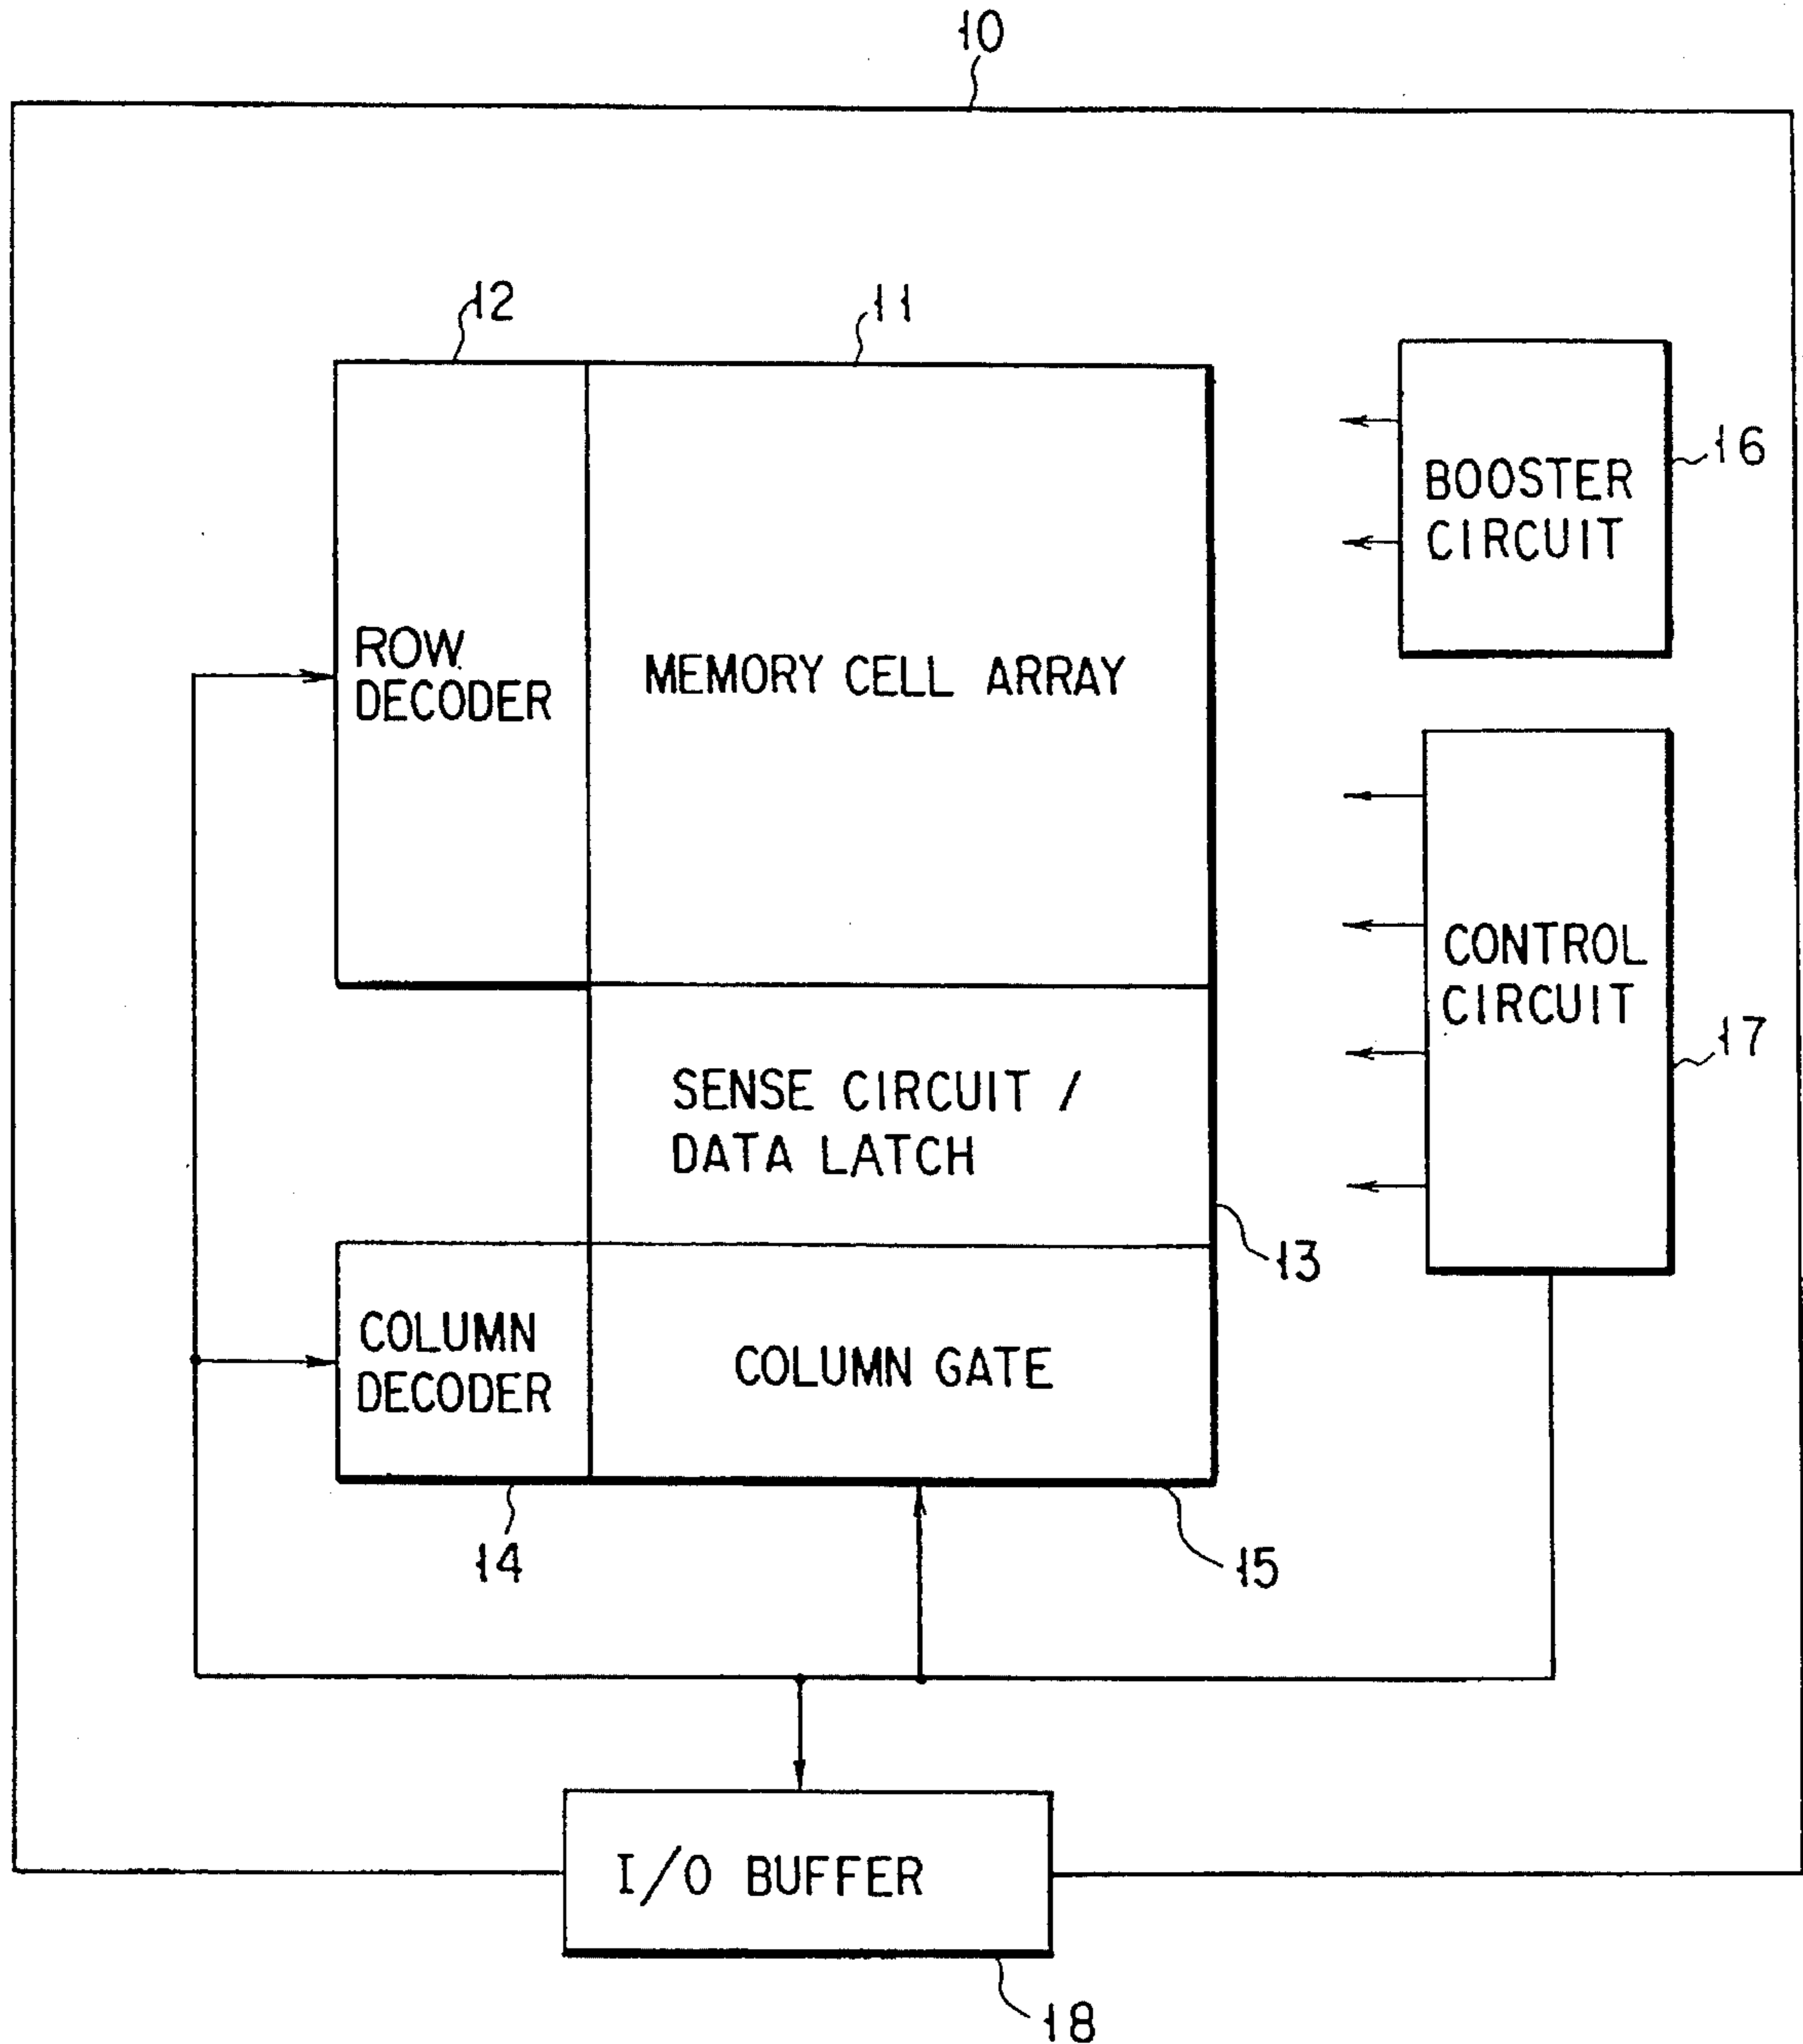 10
12
11
16
BOOSTER
CIRCUIT
ROW
DECODER
MEMORY CELL ARRAY
CONTROL
CIRCUIT
17
SENSE CIRCUIT /
DATA LATCH
13
COLUMN
DECODER
COLUMN GATE
14
15
I/O BUFFER
18